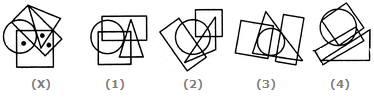 (X) (1) (2) (3) (4)